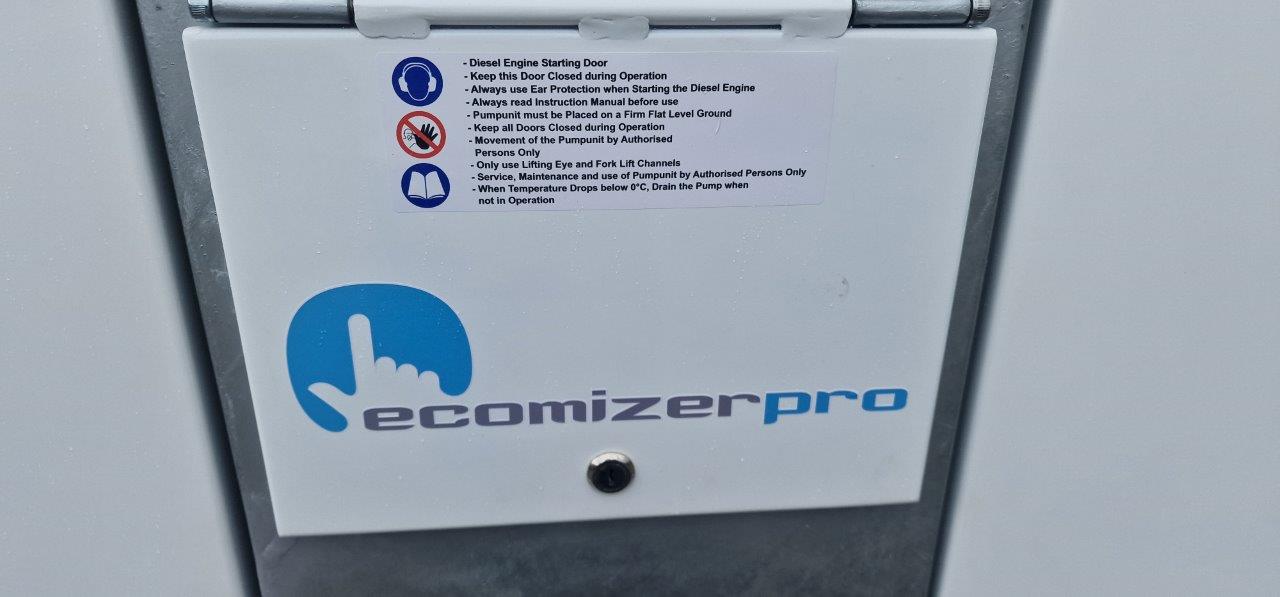 - Diesel Engine Starting Door
- Keep this Door Closed during Operation
- Always use Ear Protection when Starting the Diesel Engine
- Always read Instruction Manual before use
- Pumpunit must be Placed on a Firm Flat Level Ground
- Keep all Doors Closed during Operation
- Movement of the Pumpunit by Authorised
Persons Only
- Only use Lifting Eye and Fork Lift Channels
- Service, Maintenance and use of Pumpunit by Authorised Persons Only
- When Temperature Drops below 0°C, Drain the Pump when
not in Operation
ecomizerpro